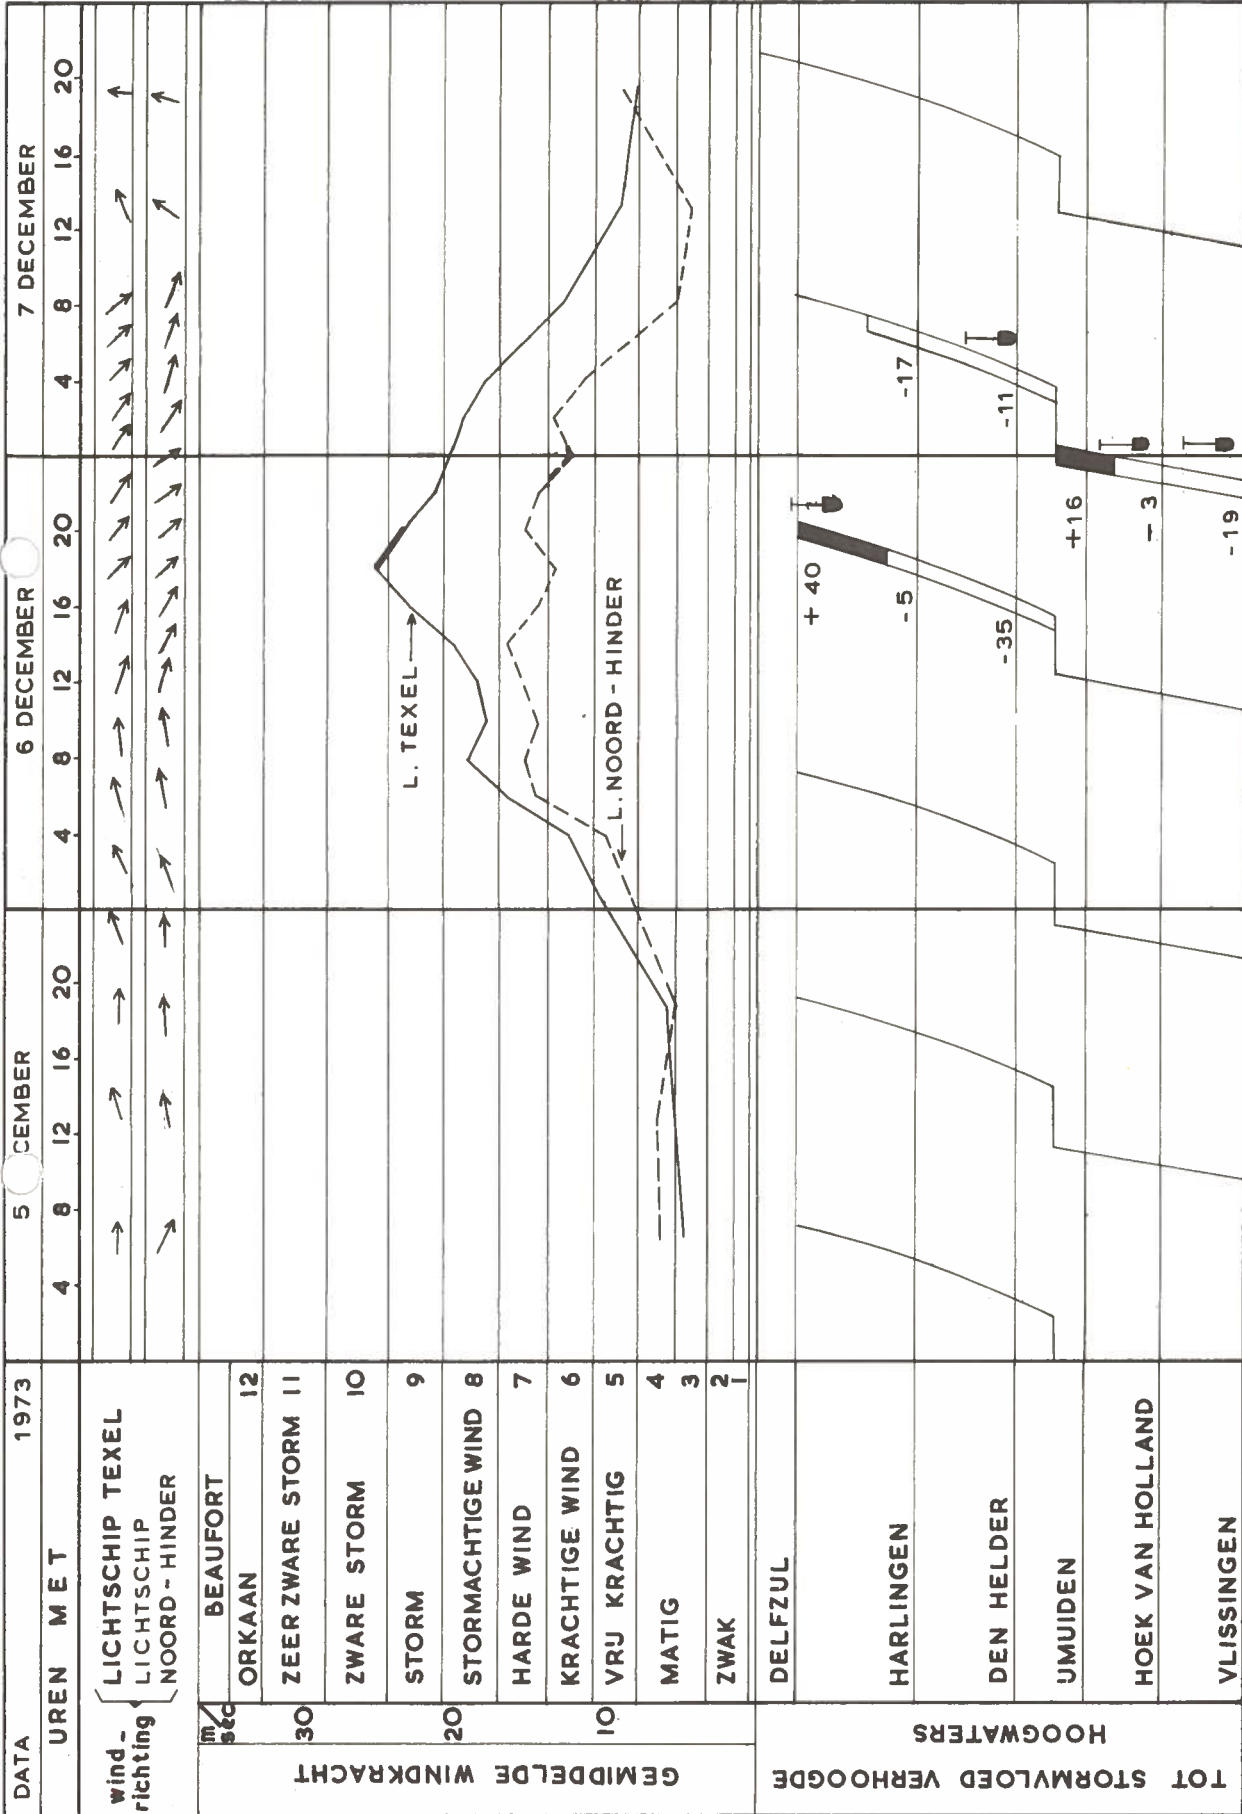 DATA 1973 5 CEMBER 6 DECEMBER 7 DECEMBER
UREN MET 4 8 12 16 20 4 8 12 16 20 4 8 12 16 20
wind-
richting
LICHTSCHIP TEXEL
LICHTSCHIP
NOORD-HINDER
m/
sec
BEAUFORT
ORKAAN 12
30 ZEER ZWARE STORM 11
ZWARE STORM 10
STORM 9
20 STORMACHTIGE WIND 8
HARDE WIND 7
KRACHTIGE WIND 6
10 VRIJ KRACHTIG 5
MATIG 4
3
ZWAK 2
1
GEMIDDELDE WINDKRACHT
L. TEXEL
L. NOORD-HINDER
TOT STORMVLOED VERHOOGDE
HOOGWATERS
DELFZIJL +40
HARLINGEN -5 -17
DEN HELDER -35 -11
IJMUIDEN +16
HOEK VAN HOLLAND -3
VLISSINGEN -19